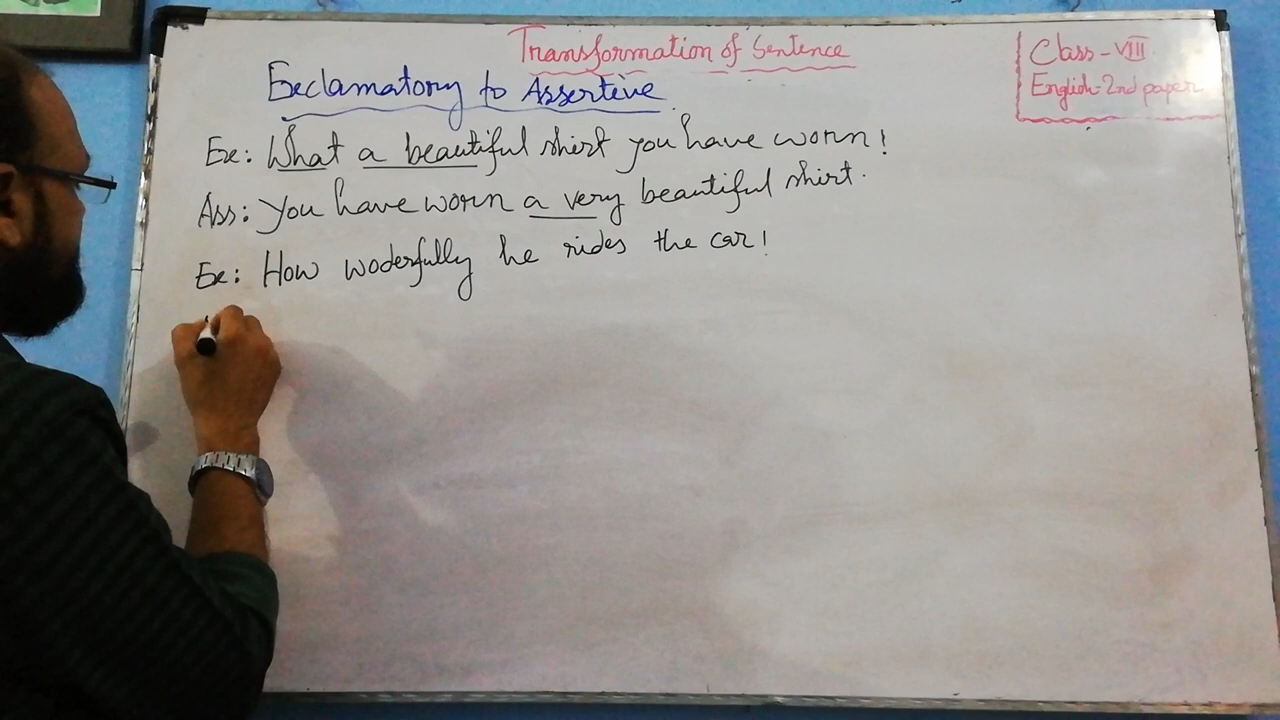 Transformation of Sentence
Class-VIII
English-2nd paper
Exclamatory to Assertive
Ex: What a beautiful shirt you have worn!
Ass: You have worn a very beautiful shirt.
Ex: How woderfully he rides the car!